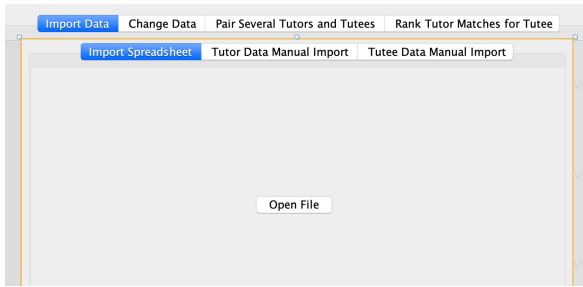 Import Data Change Data Pair Several Tutors and Tutees Rank Tutor Matches for Tutee
Import Spreadsheet Tutor Data Manual Import Tutee Data Manual Import
Open File